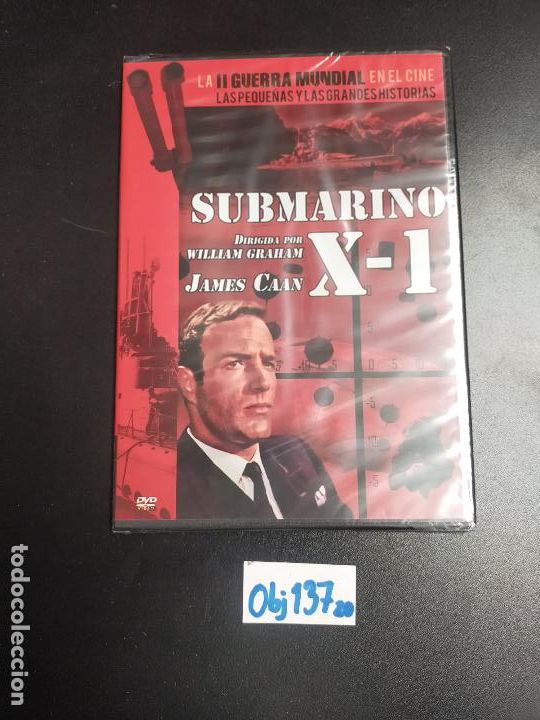 LA II GUERRA MUNDIAL EN EL CINE
LAS PEQUEÑAS Y LAS GRANDES HISTORIAS
SUBMARINO
X-1
DIRIGIDA POR
WILLIAM GRAHAM
JAMES CAAN
DVD
VIDEO
Obj 137
todocoleccion